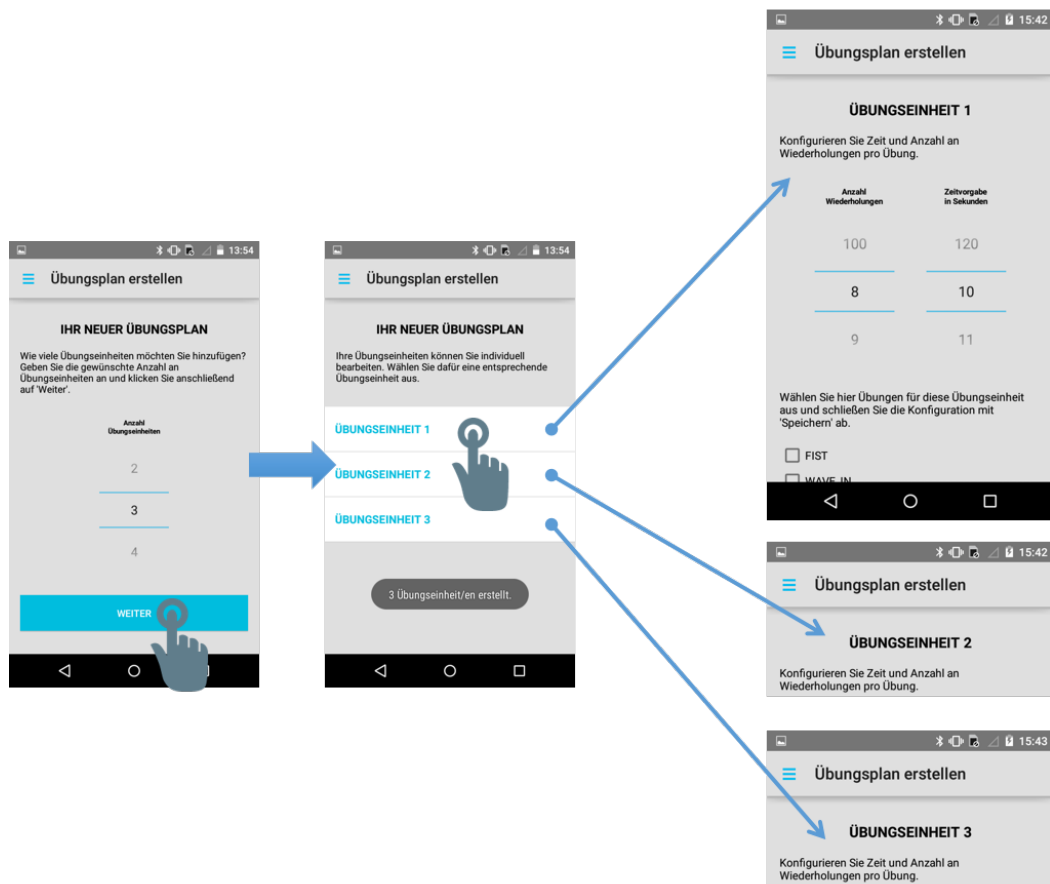 13:54
Übungsplan erstellen
IHR NEUER ÜBUNGSPLAN
Wie viele Übungseinheiten möchten Sie hinzufügen?
Geben Sie die gewünschte Anzahl an
Übungseinheiten an und klicken Sie anschließend
auf 'Weiter'.
Anzahl
Übungseinheiten
2
3
4
WEITER
13:54
Übungsplan erstellen
IHR NEUER ÜBUNGSPLAN
Ihre Übungseinheiten können Sie individuell
bearbeiten. Wählen Sie dafür eine entsprechende
Übungseinheit aus.
ÜBUNGSEINHEIT 1
ÜBUNGSEINHEIT 2
ÜBUNGSEINHEIT 3
3 Übungseinheit/en erstellt.
15:42
Übungsplan erstellen
ÜBUNGSEINHEIT 1
Konfigurieren Sie Zeit und Anzahl an
Wiederholungen pro Übung.
Anzahl
Wiederholungen
Zeitvorgabe
in Sekunden
100 120
8 10
9 11
Wählen Sie hier Übungen für diese Übungseinheit
aus und schließen Sie die Konfiguration mit
'Speichern' ab.
FIST
WAVE IN
15:42
Übungsplan erstellen
ÜBUNGSEINHEIT 2
Konfigurieren Sie Zeit und Anzahl an
Wiederholungen pro Übung.
15:43
Übungsplan erstellen
ÜBUNGSEINHEIT 3
Konfigurieren Sie Zeit und Anzahl an
Wiederholungen pro Übung.